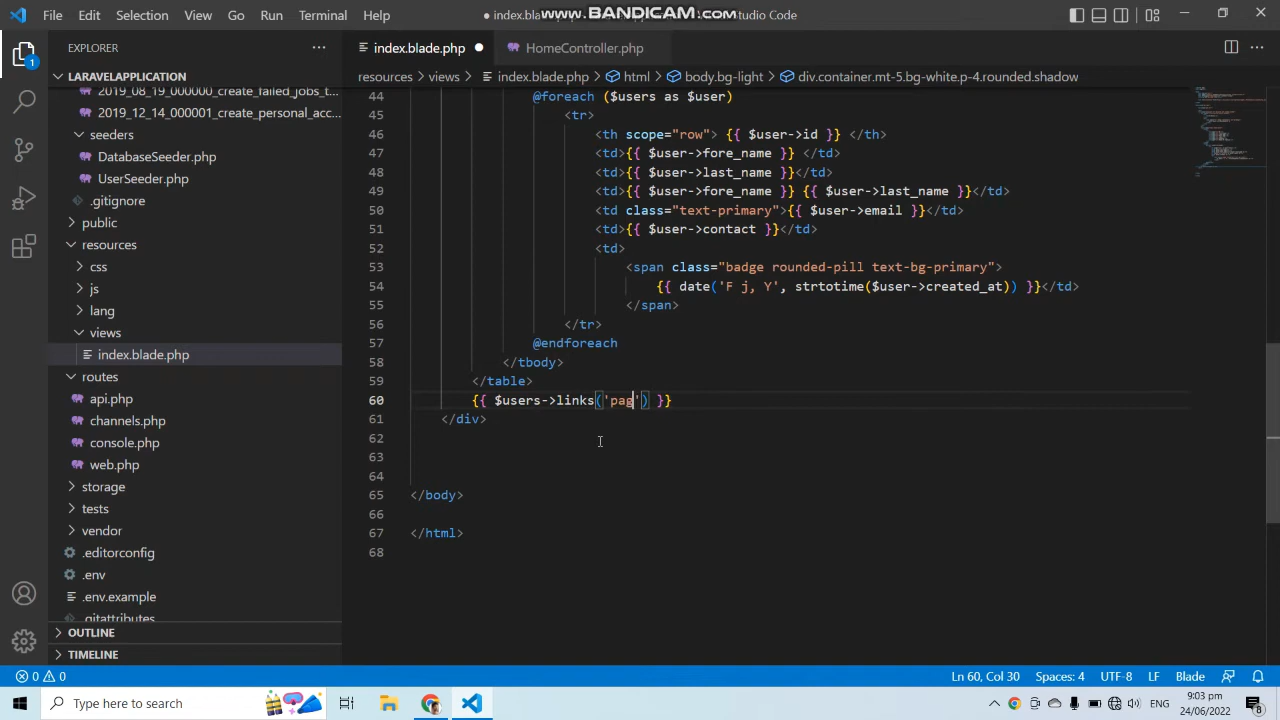 File Edit Selection View Go Run Terminal Help
www.BANDICAM.com
● index.bla
Studio Code
EXPLORER
LARAVELAPPLICATION
2019_08_19_000000_create_failed_jobs_t...
2019_12_14_000001_create_personal_acc...
seeders
DatabaseSeeder.php
UserSeeder.php
.gitignore
public
resources
css
js
lang
views
index.blade.php
routes
api.php
channels.php
console.php
web.php
storage
tests
vendor
.editorconfig
.env
.env.example
.gitattributes
OUTLINE
TIMELINE
1
index.blade.php ●
HomeController.php
resources > views > index.blade.php > html > body.bg-light > div.container.mt-5.bg-white.p-4.rounded.shadow
44 @foreach ($users as $user)
45 <tr>
46 <th scope="row"> {{ $user->id }} </th>
47 <td>{{ $user->fore_name }} </td>
48 <td>{{ $user->last_name }}</td>
49 <td>{{ $user->fore_name }} {{ $user->last_name }}</td>
50 <td class="text-primary">{{ $user->email }}</td>
51 <td>{{ $user->contact }}</td>
52 <td>
53 <span class="badge rounded-pill text-bg-primary">
54 {{ date('F j, Y', strtotime($user->created_at)) }}</td>
55 </span>
56 </tr>
57 @endforeach
58 </tbody>
59 </table>
60 {{ $users->links('pag') }}
61 </div>
62
63
64
65 </body>
66
67 </html>
68
0 0
Ln 60, Col 30 Spaces: 4 UTF-8 LF Blade
Type here to search
ENG
9:03 pm
24/06/2022
8